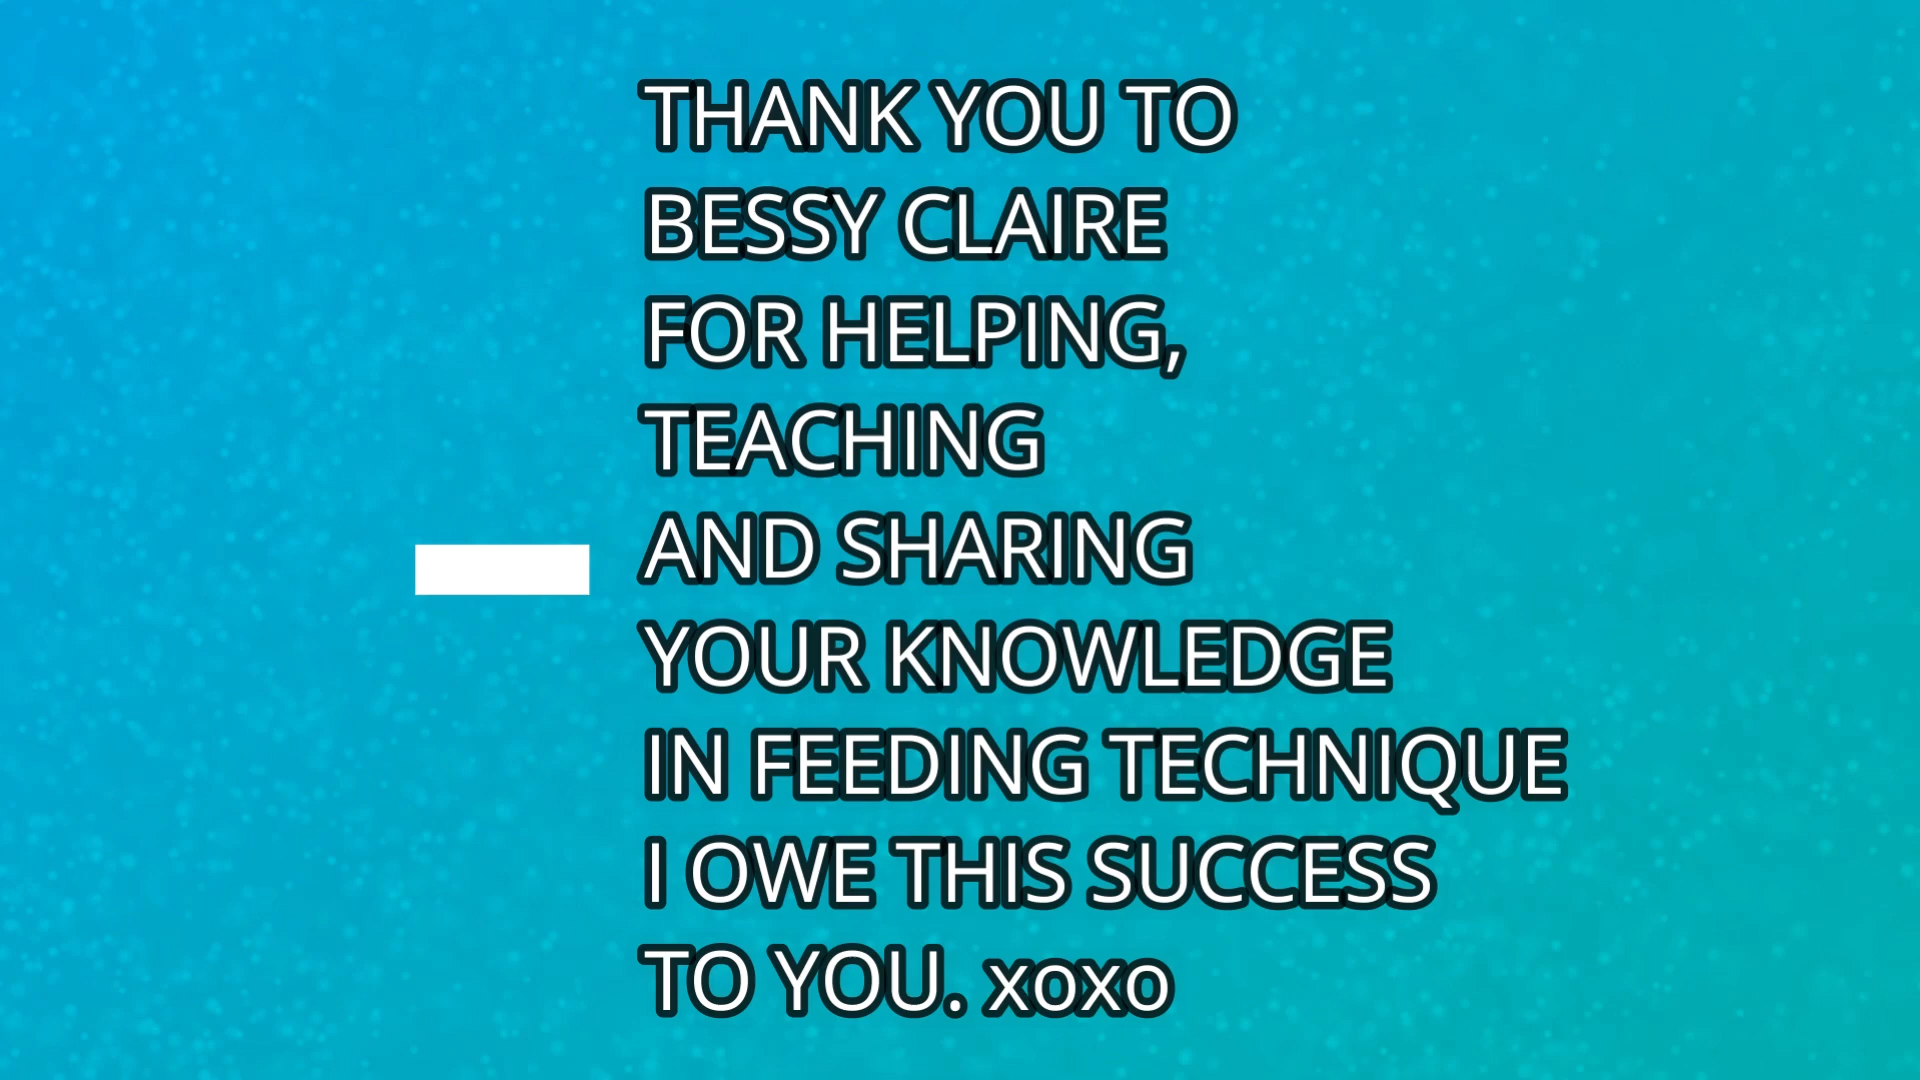 THANK YOU TO
BESSY CLAIRE
FOR HELPING,
TEACHING
AND SHARING
YOUR KNOWLEDGE
IN FEEDING TECHNIQUE
I OWE THIS SUCCESS
TO YOU. xoxo